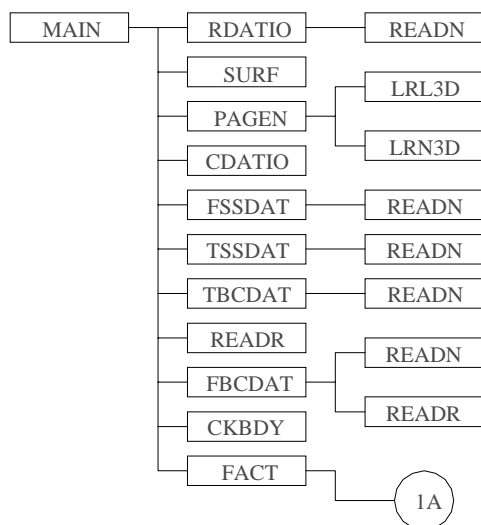 MAIN
RDATIO
READN
SURF
PAGEN
LRL3D
LRN3D
CDATIO
FSSDAT
READN
TSSDAT
READN
TBCDAT
READN
READR
FBCDAT
READN
READR
CKBDY
FACT
1A